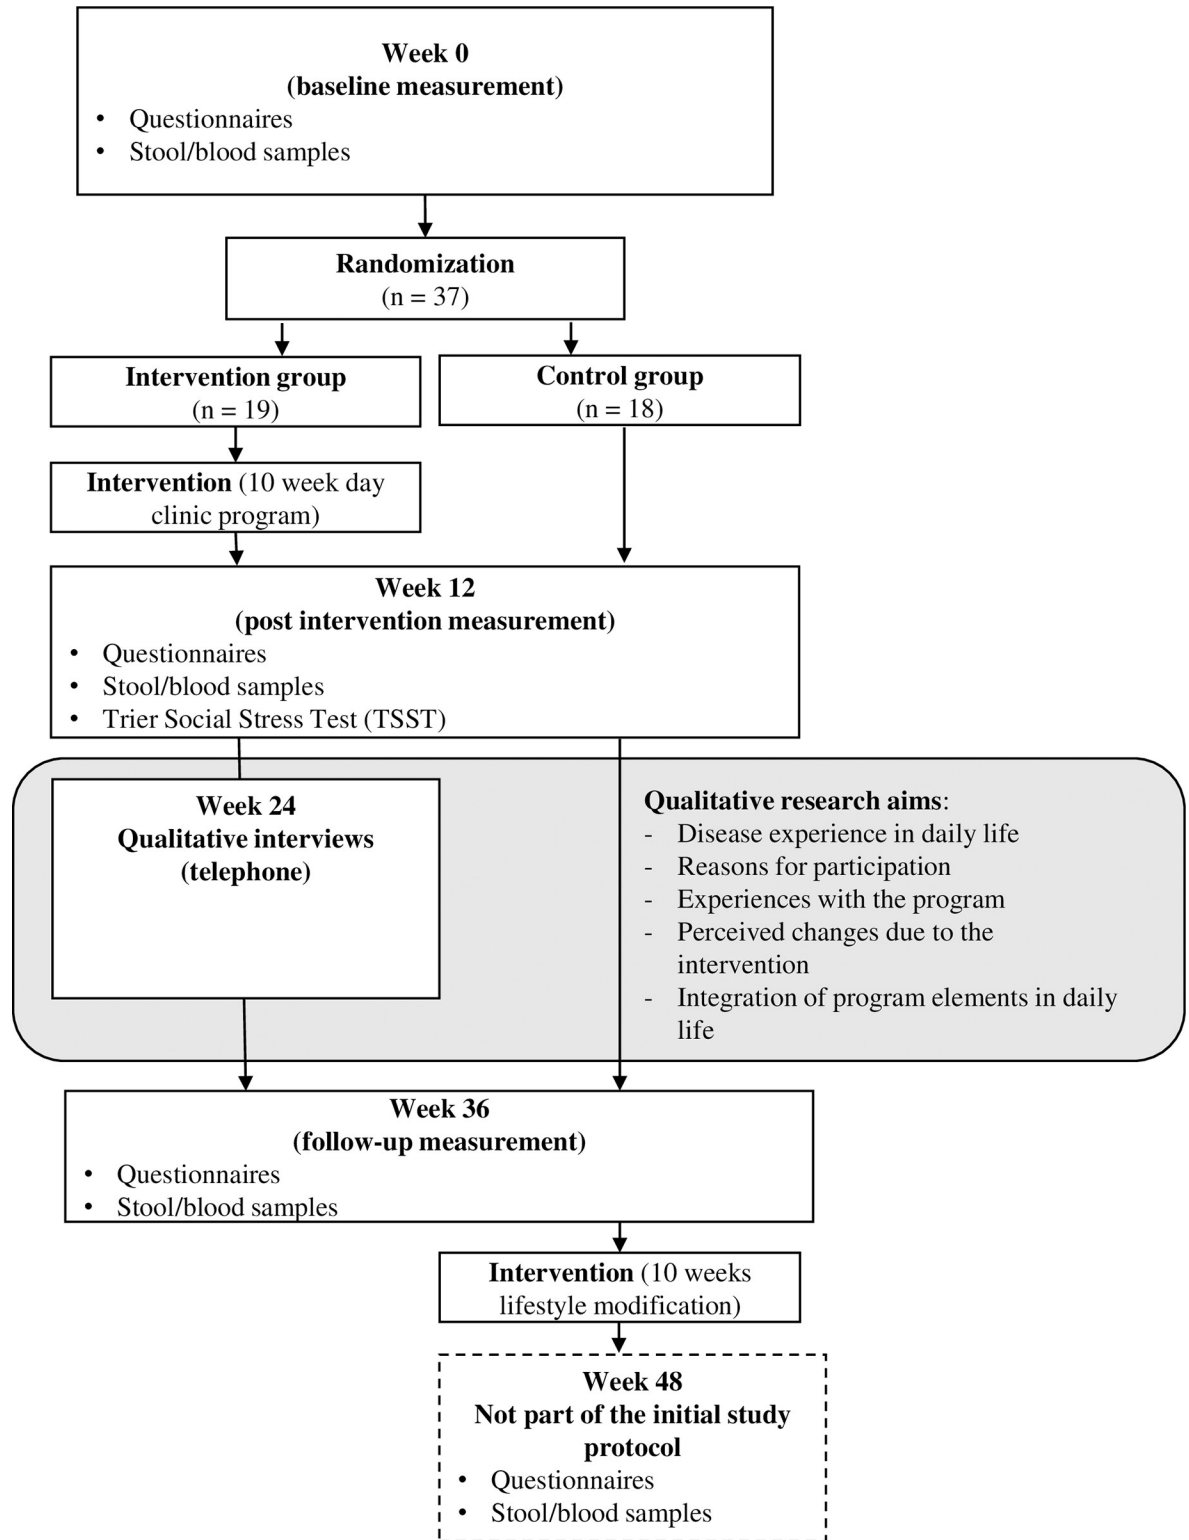 Week 0
(baseline measurement)
• Questionnaires
• Stool/blood samples
Randomization
(n = 37)
Intervention group
(n = 19)
Control group
(n = 18)
Intervention (10 week day
clinic program)
Week 12
(post intervention measurement)
• Questionnaires
• Stool/blood samples
• Trier Social Stress Test (TSST)
Week 24
Qualitative interviews
(telephone)
Qualitative research aims:
- Disease experience in daily life
- Reasons for participation
- Experiences with the program
- Perceived changes due to the
intervention
- Integration of program elements in daily
life
Week 36
(follow-up measurement)
• Questionnaires
• Stool/blood samples
Intervention (10 weeks
lifestyle modification)
Week 48
Not part of the initial study
protocol
• Questionnaires
• Stool/blood samples